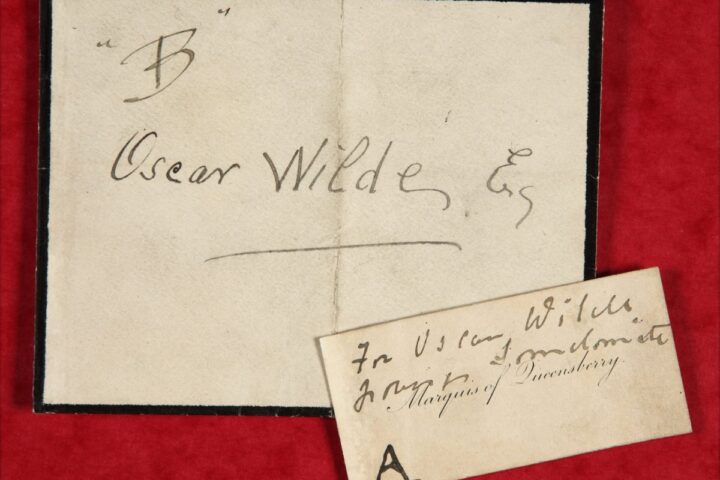 "B"
Oscar Wilde, Esq
For Oscar Wilde
posing somdomite
Marquis of Queensberry.
A